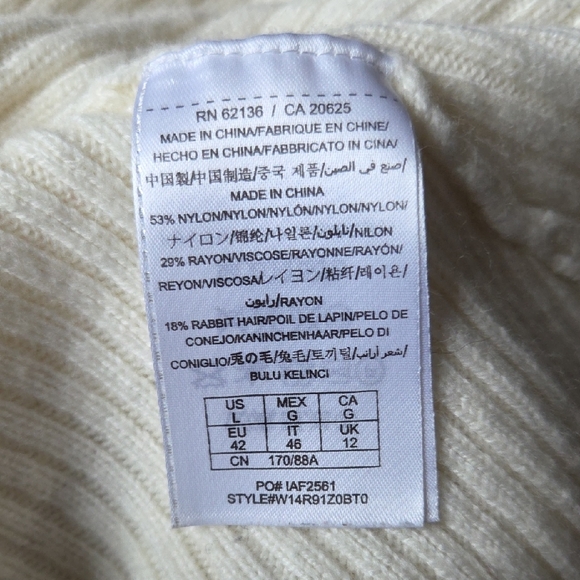 RN 62136 / CA 20625
MADE IN CHINA/FABRIQUE EN CHINE/
HECHO EN CHINA/FABBRICATO IN CINA/
中国製/中国制造/중국 제품/صنع في الصين/
MADE IN CHINA
53% NYLON/NYLON/NYLÓN/NYLON/NYLON/
ナイロン/锦纶/나일론/نايلون/NILON
29% RAYON/VISCOSE/RAYONNE/RAYÓN/
REYON/VISCOSA/レイヨン/粘纤/레이온/
رايون/RAYON
18% RABBIT HAIR/POIL DE LAPIN/PELO DE
CONEJO/KANINCHENHAAR/PELO DI
CONIGLIO/兎の毛/兔毛/토끼털/شعر أرانب/
BULU KELINCI
US MEX CA
L G G
EU IT UK
42 46 12
CN 170/88A
PO# IAF2561
STYLE#W14R91Z0BT0